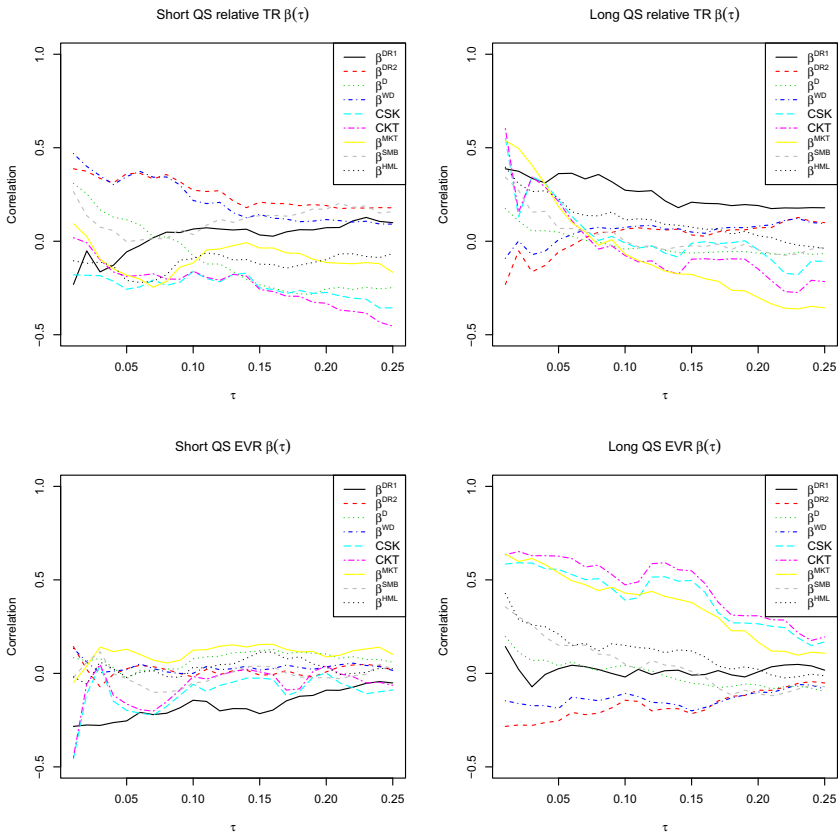 Short QS relative TR β(τ)
Correlation
1.0
0.5
0.0
−0.5
0.05
0.10
0.15
0.20
0.25
τ
β^DR1
β^DR2
β^D
β^WD
CSK
CKT
β^MKT
β^SMB
β^HML
Long QS relative TR β(τ)
Correlation
1.0
0.5
0.0
−0.5
0.05
0.10
0.15
0.20
0.25
τ
β^DR1
β^DR2
β^D
β^WD
CSK
CKT
β^MKT
β^SMB
β^HML
Short QS EVR β(τ)
Correlation
1.0
0.5
0.0
−0.5
0.05
0.10
0.15
0.20
0.25
τ
β^DR1
β^DR2
β^D
β^WD
CSK
CKT
β^MKT
β^SMB
β^HML
Long QS EVR β(τ)
Correlation
1.0
0.5
0.0
−0.5
0.05
0.10
0.15
0.20
0.25
τ
β^DR1
β^DR2
β^D
β^WD
CSK
CKT
β^MKT
β^SMB
β^HML